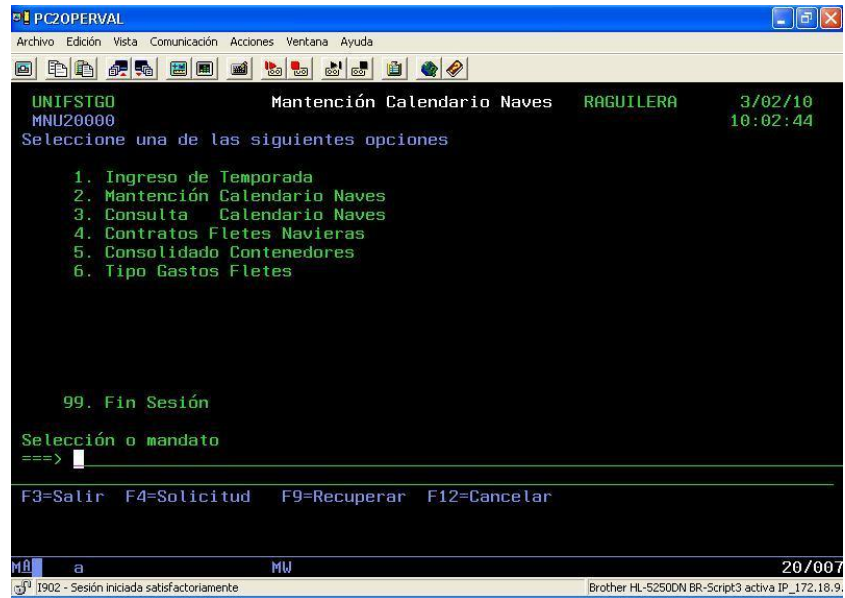 PC2OPERVAL
Archivo Edición Vista Comunicación Acciones Ventana Ayuda
UNIFSTGO Mantención Calendario Naves RAGUILERA 3/02/10
MNU20000 10:02:44
Seleccione una de las siguientes opciones
1. Ingreso de Temporada
2. Mantención Calendario Naves
3. Consulta Calendario Naves
4. Contratos Fletes Navieras
5. Consolidado Contenedores
6. Tipo Gastos Fletes
99. Fin Sesión
Selección o mandato
===>
F3=Salir F4=Solicitud F9=Recuperar F12=Cancelar
MA a MW 20/007
I902 - Sesión iniciada satisfactoriamente Brother HL-5250DN BR-Script3 activa IP_172.18.9.